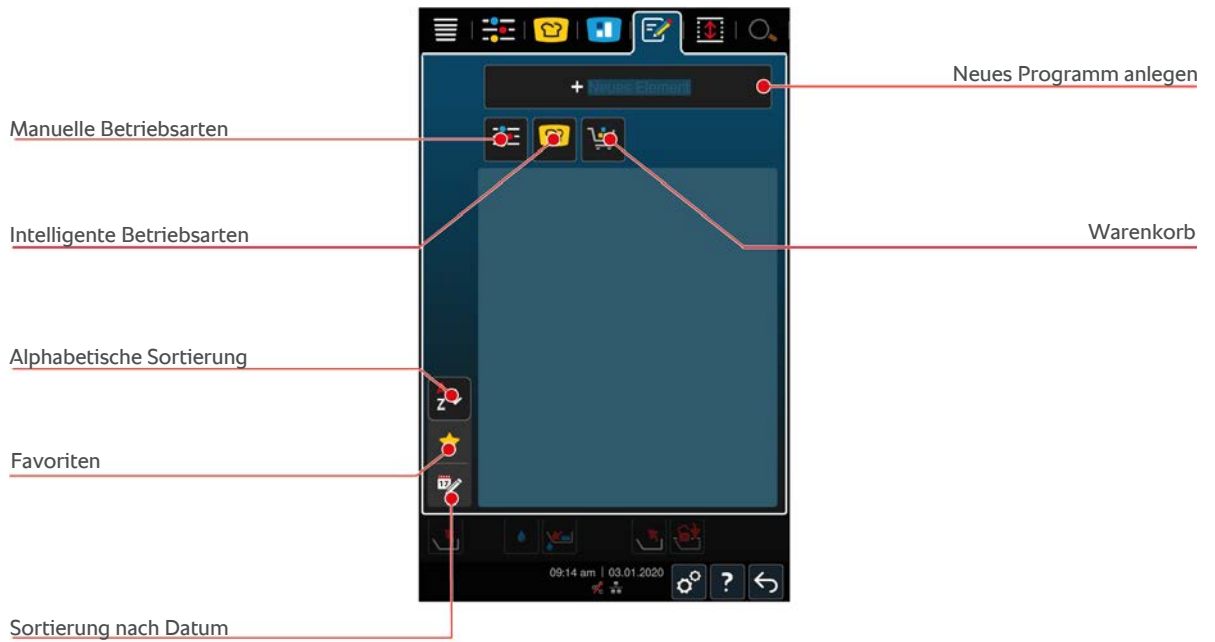 Neues Programm anlegen
+ Neues Element
Manuelle Betriebsarten
Intelligente Betriebsarten
Warenkorb
Alphabetische Sortierung
Z
Favoriten
17
09:14 am | 03.01.2020
?
Sortierung nach Datum